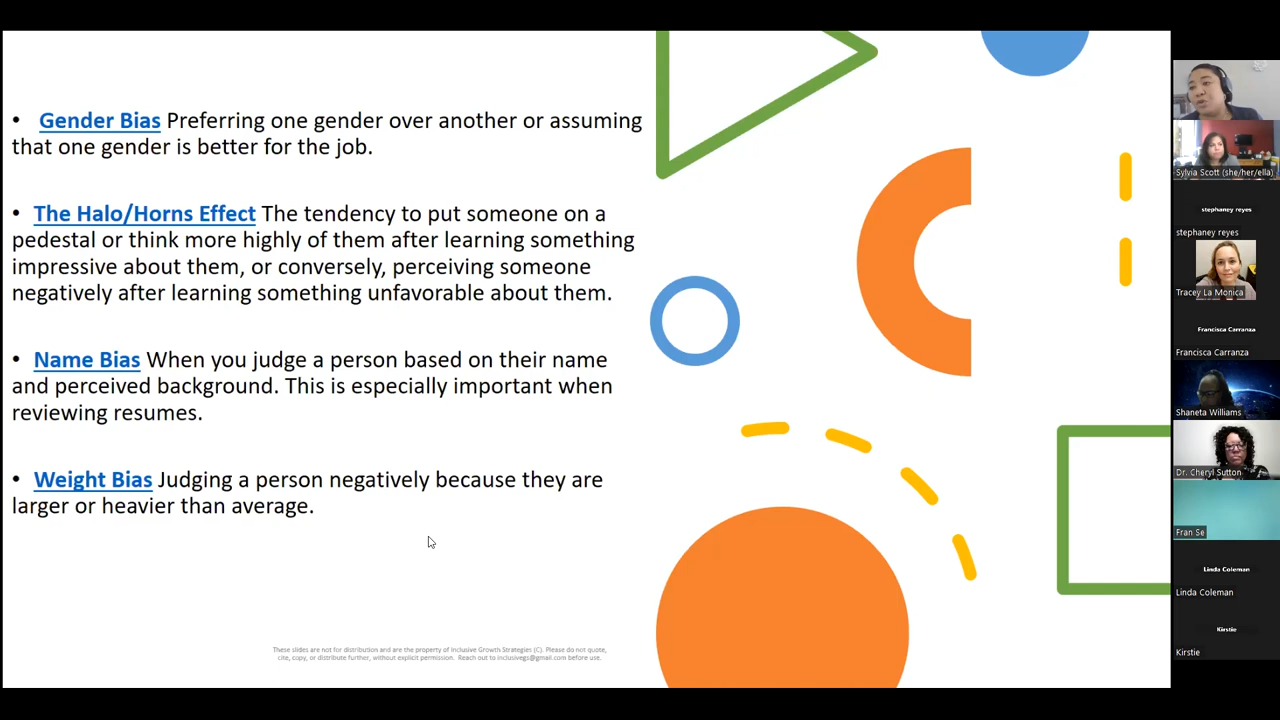 • Gender Bias Preferring one gender over another or assuming
that one gender is better for the job.
• The Halo/Horns Effect The tendency to put someone on a
pedestal or think more highly of them after learning something
impressive about them, or conversely, perceiving someone
negatively after learning something unfavorable about them.
• Name Bias When you judge a person based on their name
and perceived background. This is especially important when
reviewing resumes.
• Weight Bias Judging a person negatively because they are
larger or heavier than average.
These slides are not for distribution and are the property of Inclusive Growth Strategies (C). Please do not quote,
cite, copy, or distribute further, without explicit permission. Reach out to inclusivegs@gmail.com before use.
Sylvia Scott (she/her/ella)
stephaney reyes
stephaney reyes
Tracey La Monica
Francisca Carranza
Francisca Carranza
Shaneta Williams
Dr. Cheryl Sutton
Fran Se
Linda Coleman
Linda Coleman
Kirstie
Kirstie